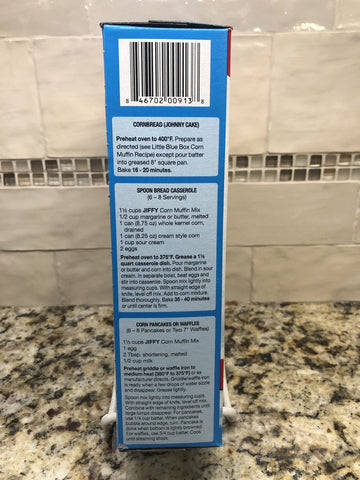 8 46702 00913 8
CORNBREAD (JOHNNY CAKE)
Preheat oven to 400°F. Prepare as
directed (see Little Blue Box Corn
Muffin Recipe) except pour batter
into greased 8" square pan.
Bake 16 - 20 minutes.
SPOON BREAD CASSEROLE
(6 – 8 Servings)
1½ cups JIFFY Corn Muffin Mix
1/2 cup margarine or butter, melted
1 can (8.75 oz) whole kernel corn,
drained
1 can (8.25 oz) cream style corn
1 cup sour cream
2 eggs
Preheat oven to 375°F. Grease a 1½
quart casserole dish. Pour margarine
or butter and corn into dish. Blend in sour
cream. In separate bowl, beat eggs and
stir into casserole. Spoon mix lightly into
measuring cups. With straight edge of
knife, level off mix. Add to corn mixture.
Blend thoroughly. Bake 35 - 40 minutes
or until center is firm.
CORN PANCAKES OR WAFFLES
(6 – 8 Pancakes or Two 7" Waffles)
1½ cups JIFFY Corn Muffin Mix
1 egg
2 Tbsp. shortening, melted
1/2 cup milk
Preheat griddle or waffle iron to
medium heat (350°F to 375°F) or as
manufacturer directs. Griddle/waffle iron
is ready when a few drops of water sizzle
and disappear. Grease lightly.
Spoon mix lightly into measuring cups.
With straight edge of knife, level off mix.
Combine with remaining ingredients until
large lumps disappear. For pancakes,
use 1/4 cup batter. When pancakes
bubble around edge, turn. Pancake is
done when bottom is lightly browned.
For waffles, use 3/4 cup batter. Cook
until steaming stops.